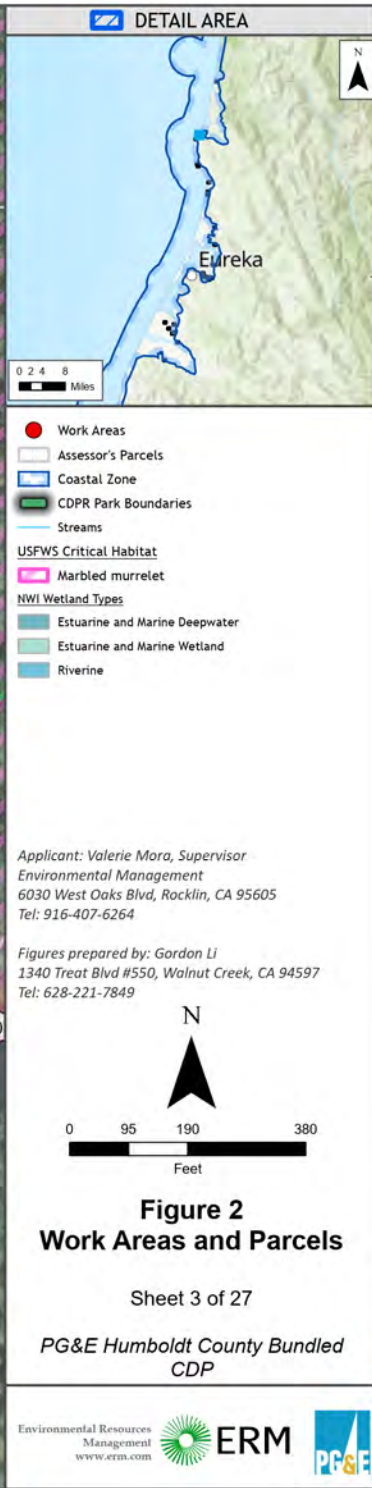 DETAIL AREA
N
Eureka
0 2 4 8
Miles
Work Areas
Assessor's Parcels
Coastal Zone
CDPR Park Boundaries
Streams
USFWS Critical Habitat
Marbled murrelet
NWI Wetland Types
Estuarine and Marine Deepwater
Estuarine and Marine Wetland
Riverine
Applicant: Valerie Mora, Supervisor
Environmental Management
6030 West Oaks Blvd, Rocklin, CA 95605
Tel: 916-407-6264
Figures prepared by: Gordon Li
1340 Treat Blvd #550, Walnut Creek, CA 94597
Tel: 628-221-7849
N
0 95 190 380
Feet
Figure 2
Work Areas and Parcels
Sheet 3 of 27
PG&E Humboldt County Bundled
CDP
Environmental Resources
Management
www.erm.com
ERM
PG&E